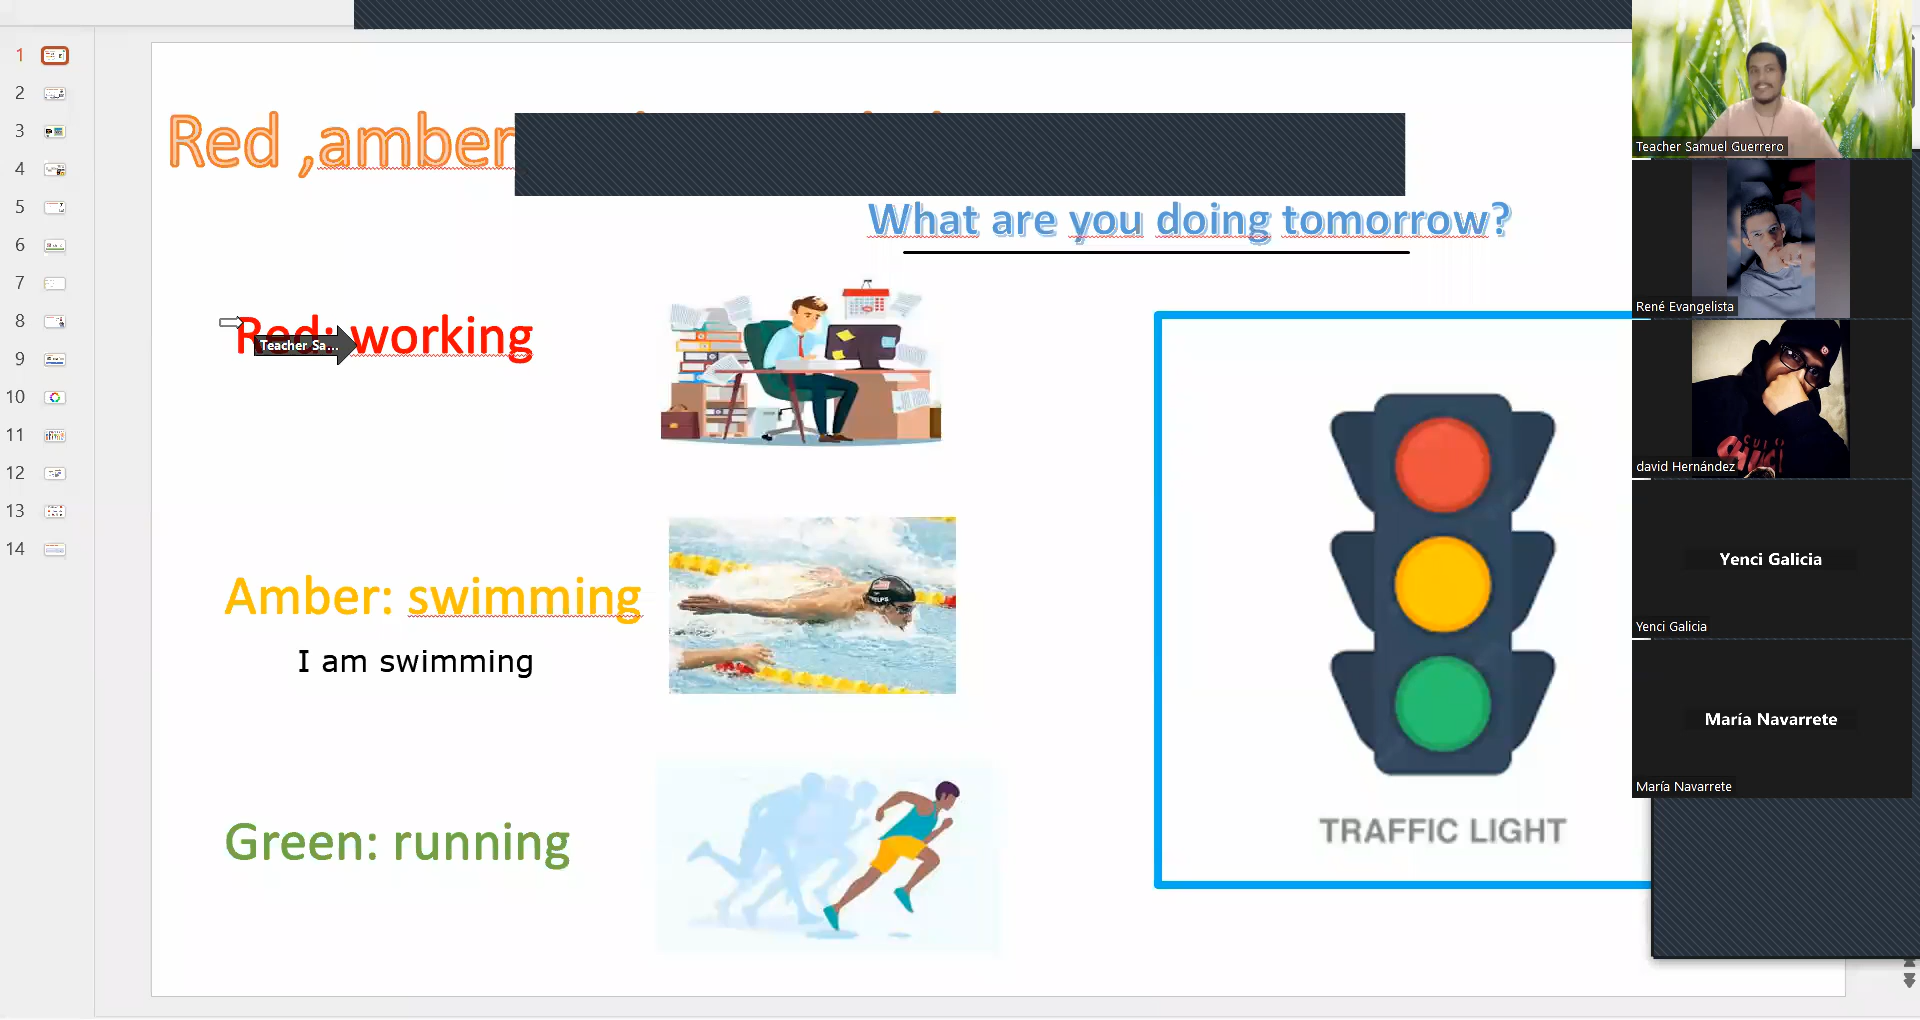 1
2
3
4
5
6
7
8
9
10
11
12
13
14
Red ,amber
What are you doing tomorrow?
Red: working
Teacher Sa...
Amber: swimming
I am swimming
Green: running
TRAFFIC LIGHT
Teacher Samuel Guerrero
René Evangelista
david Hernández
Yenci Galicia
Yenci Galicia
María Navarrete
María Navarrete